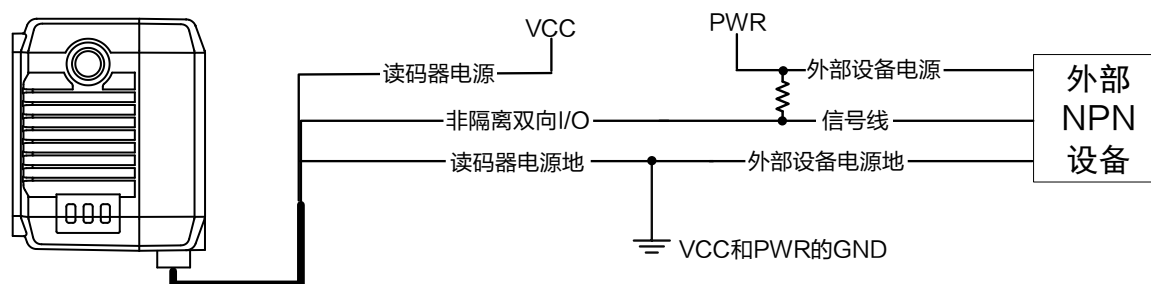 VCC
PWR
读码器电源
外部设备电源
非隔离双向I/O
信号线
读码器电源地
外部设备电源地
外部
NPN
设备
VCC和PWR的GND